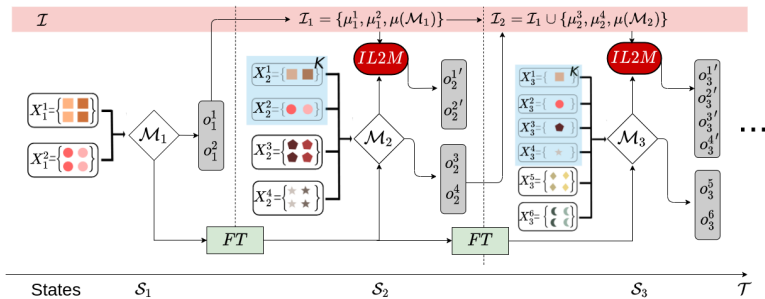 𝓘
𝓘₁ = {μ₁¹, μ₁², μ(𝓜₁)}
𝓘₂ = 𝓘₁ ∪ {μ₂³, μ₂⁴, μ(𝓜₂)}
X₁¹={ }
X₁²={ }
𝓜₁
o₁¹
o₁²
K
X₂¹={ }
X₂²={ }
X₂³={ }
X₂⁴={ }
IL2M
𝓜₂
o₂¹′
o₂²′
o₂³
o₂⁴
K
X₃¹={ }
X₃²={ }
X₃³={ }
X₃⁴={ }
X₃⁵={ }
X₃⁶={ }
IL2M
𝓜₃
o₃¹′
o₃²′
o₃³′
o₃⁴′
o₃⁵
o₃⁶
...
FT
FT
States 𝓢₁ 𝓢₂ 𝓢₃ 𝓣